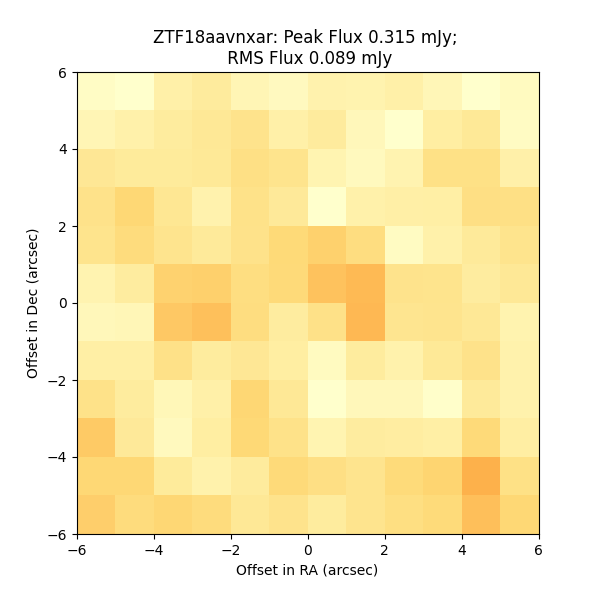 ZTF18aavnxar: Peak Flux 0.315 mJy;
RMS Flux 0.089 mJy
6
4
2
0
−2
−4
−6
Offset in Dec (arcsec)
−6 −4 −2 0 2 4 6
Offset in RA (arcsec)